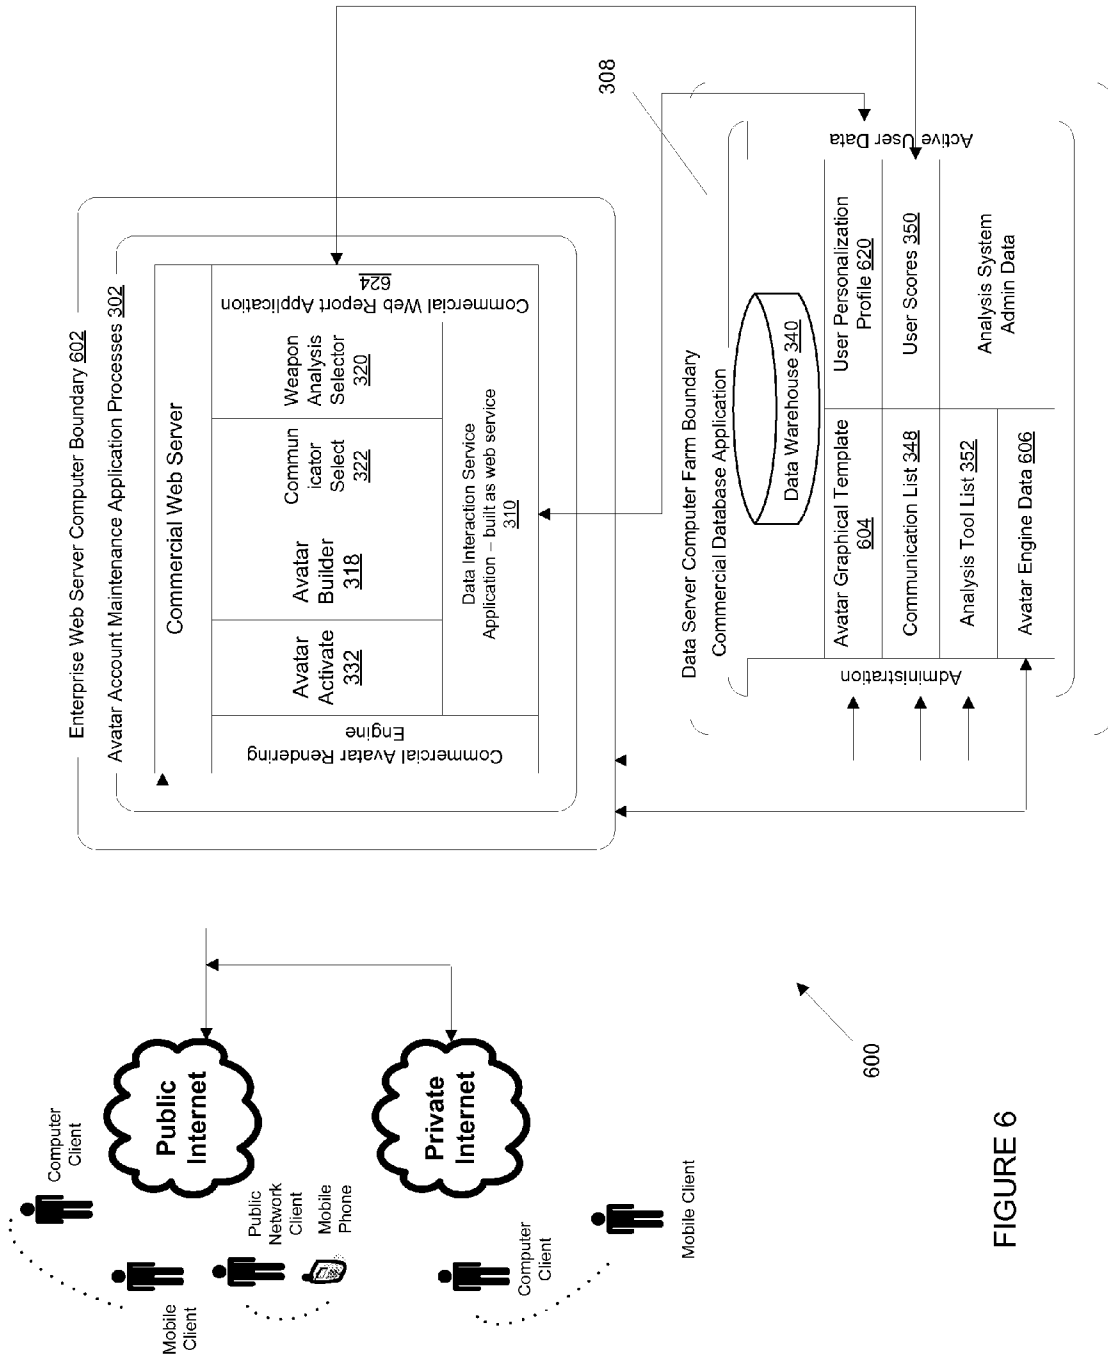 Computer
Client
Mobile
Client
Public
Network
Client
Mobile
Phone
Computer
Client
Mobile Client
Public
Internet
Private
Internet
Enterprise Web Server Computer Boundary 602
Avatar Account Maintenance Application Processes 302
Commercial Web Server
Commercial Avatar Rendering
Engine
Avatar
Activate
332
Avatar
Builder
318
Commun
icator
Select
322
Weapon
Analysis
Selector
320
Commercial Web Report Application
624
Data Interaction Service
Application – built as web service
310
308
Data Server Computer Farm Boundary
Commercial Database Application
Data Warehouse 340
Administration
Avatar Graphical Template
604
Communication List 348
Analysis Tool List 352
Avatar Engine Data 606
User Personalization
Profile 620
User Scores 350
Analysis System
Admin Data
Active User Data
600
FIGURE 6